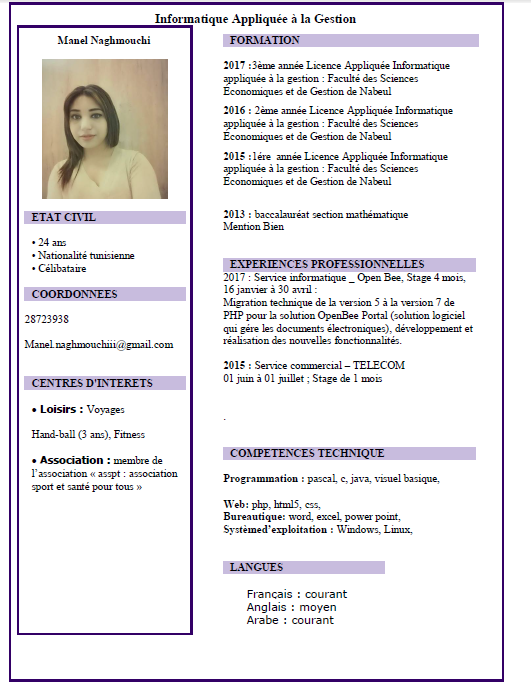 Informatique Appliquée à la Gestion
Manel Naghmouchi
ETAT CIVIL
• 24 ans
• Nationalité tunisienne
• Célibataire
COORDONNEES
28723938
Manel.naghmouchiii@gmail.com
CENTRES D'INTERETS
• Loisirs : Voyages
Hand-ball (3 ans), Fitness
• Association : membre de
l'association « asspt : association
sport et santé pour tous »
FORMATION
2017 :3ème année Licence Appliquée Informatique
appliquée à la gestion : Faculté des Sciences
Économiques et de Gestion de Nabeul
2016 : 2ème année Licence Appliquée Informatique
appliquée à la gestion : Faculté des Sciences
Économiques et de Gestion de Nabeul
2015 :1ére année Licence Appliquée Informatique
appliquée à la gestion : Faculté des Sciences
Économiques et de Gestion de Nabeul
2013 : baccalauréat section mathématique
Mention Bien
EXPERIENCES PROFESSIONNELLES
2017 : Service informatique _ Open Bee, Stage 4 mois,
16 janvier à 30 avril :
Migration technique de la version 5 à la version 7 de
PHP pour la solution OpenBee Portal (solution logiciel
qui gére les documents électroniques), développement et
réalisation des nouvelles fonctionnalités.
2015 : Service commercial – TELECOM
01 juin à 01 juillet ; Stage de 1 mois
.
COMPETENCES TECHNIQUE
Programmation : pascal, c, java, visuel basique,
Web: php, html5, css,
Bureautique: word, excel, power point,
Systèmed'exploitation : Windows, Linux,
LANGUES
Français : courant
Anglais : moyen
Arabe : courant